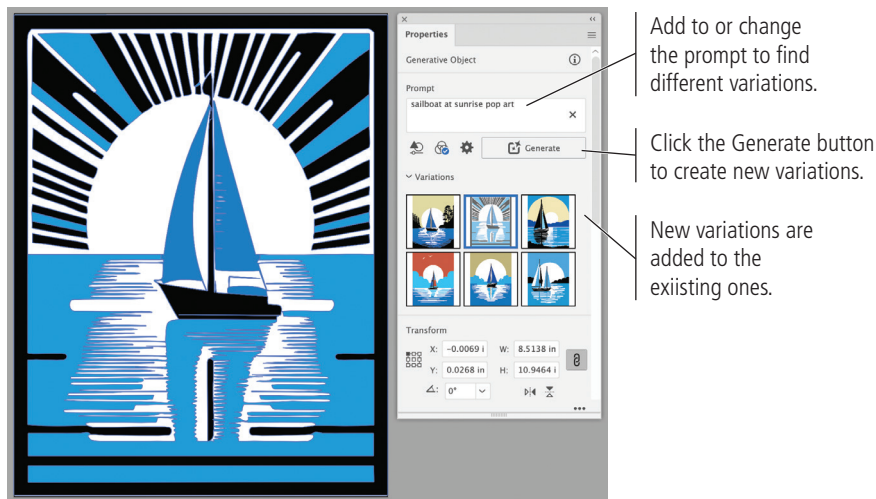 Properties
Generative Object
Prompt
sailboat at sunrise pop art
Generate
Variations
Transform
X: -0.0069 i W: 8.5138 in
Y: 0.0268 in H: 10.9464 i
0°
Add to or change
the prompt to find
different variations.
Click the Generate button
to create new variations.
New variations are
added to the
exiisting ones.